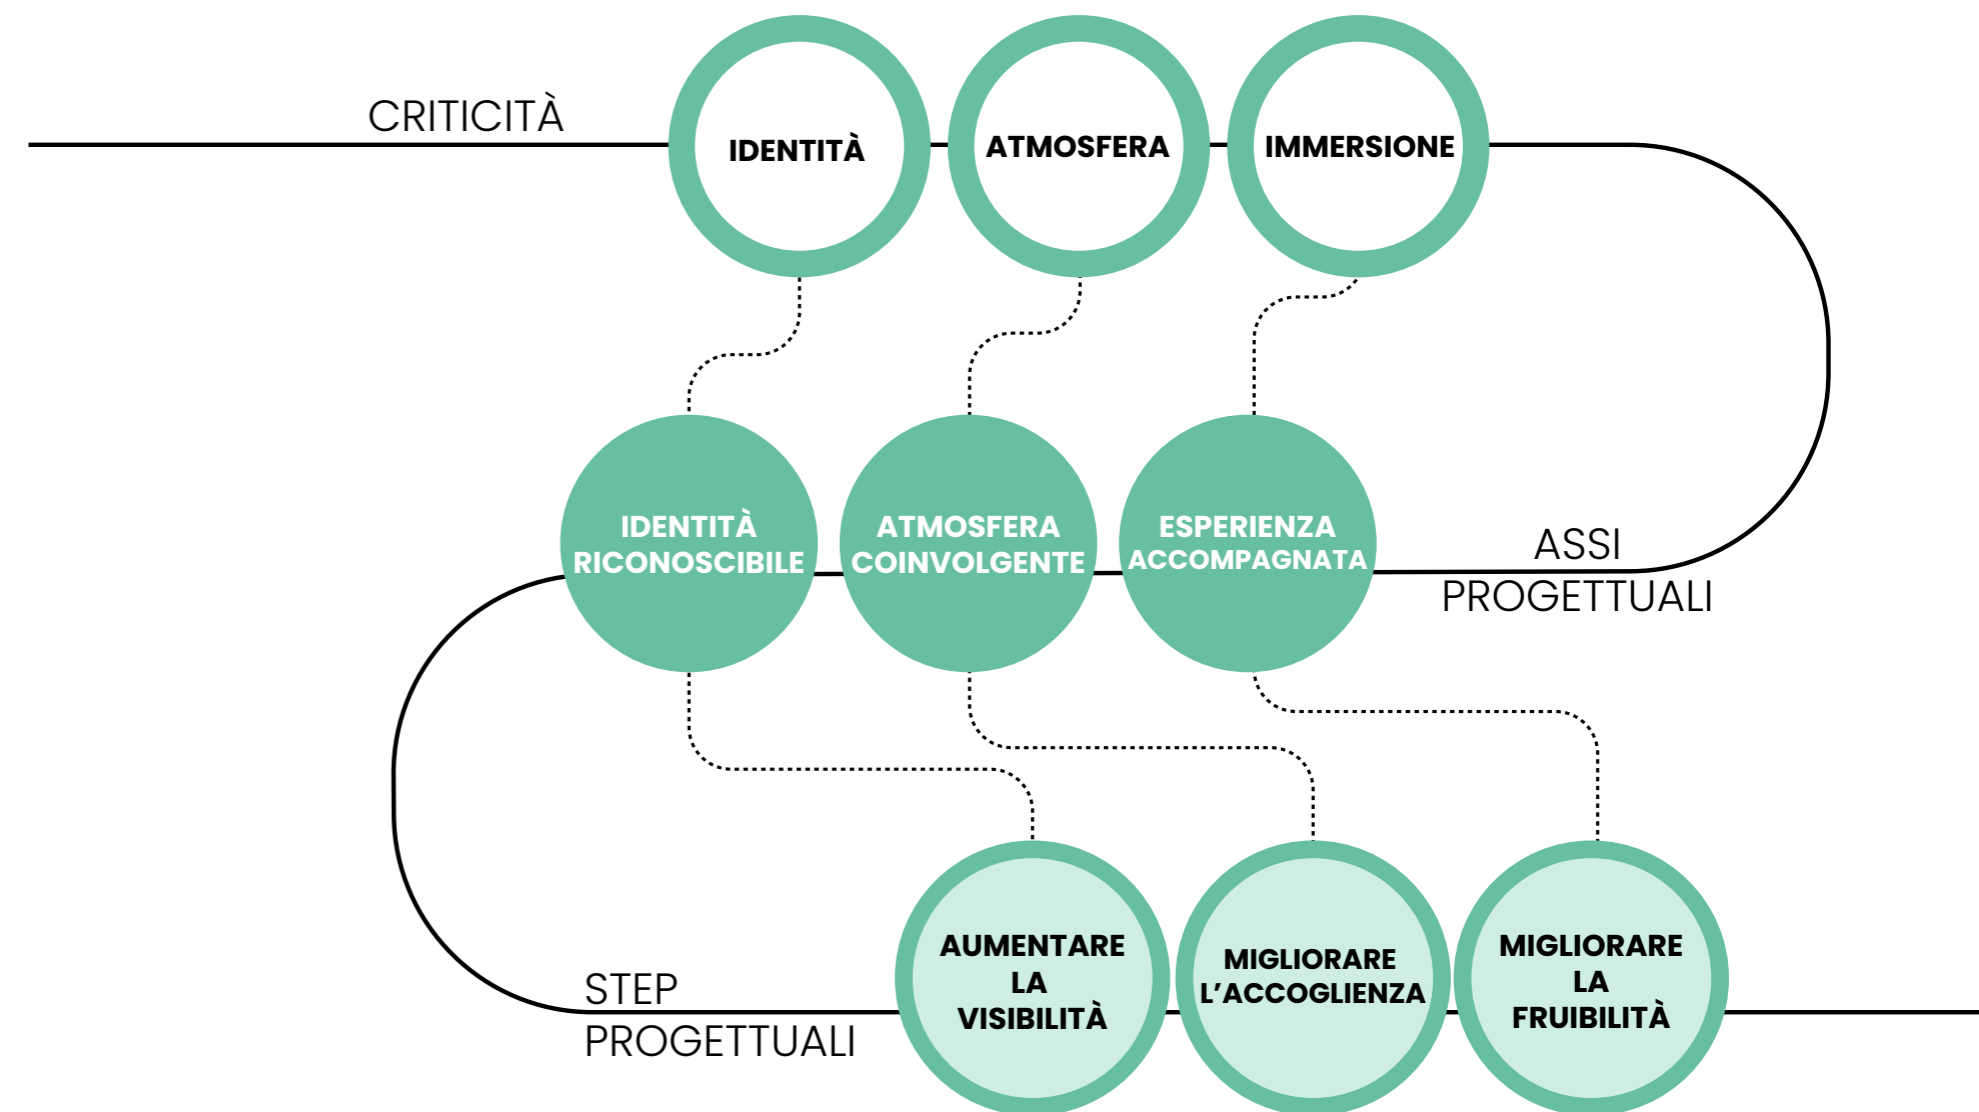 CRITICITÀ
IDENTITÀ
ATMOSFERA
IMMERSIONE
IDENTITÀ
RICONOSCIBILE
ATMOSFERA
COINVOLGENTE
ESPERIENZA
ACCOMPAGNATA
ASSI
PROGETTUALI
STEP
PROGETTUALI
AUMENTARE
LA
VISIBILITÀ
MIGLIORARE
L’ACCOGLIENZA
MIGLIORARE
LA
FRUIBILITÀ